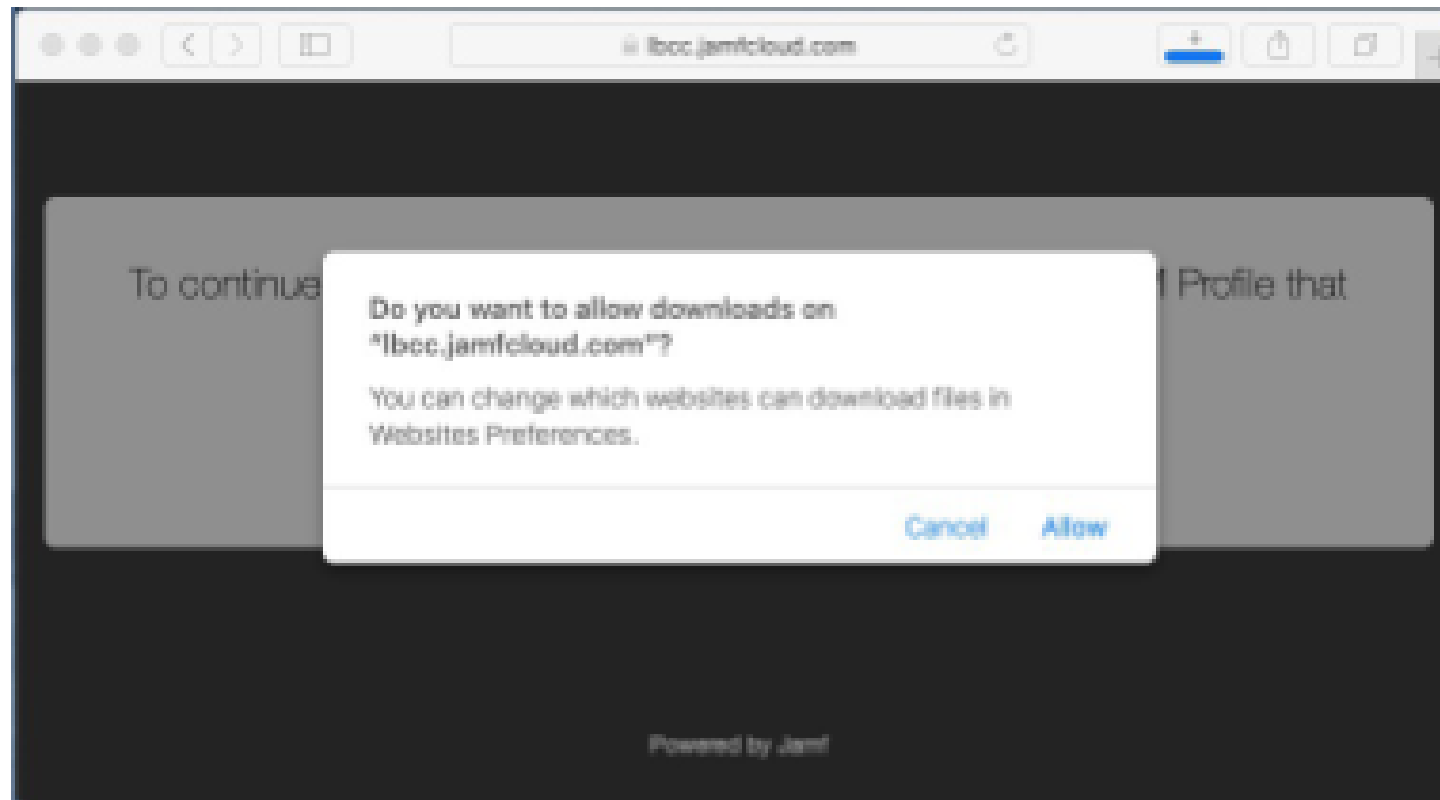 lbcc.jamfcloud.com
To continue
Profile that
Do you want to allow downloads on
"lbcc.jamfcloud.com"?
You can change which websites can download files in
Websites Preferences.
Cancel Allow
Powered by Jamf